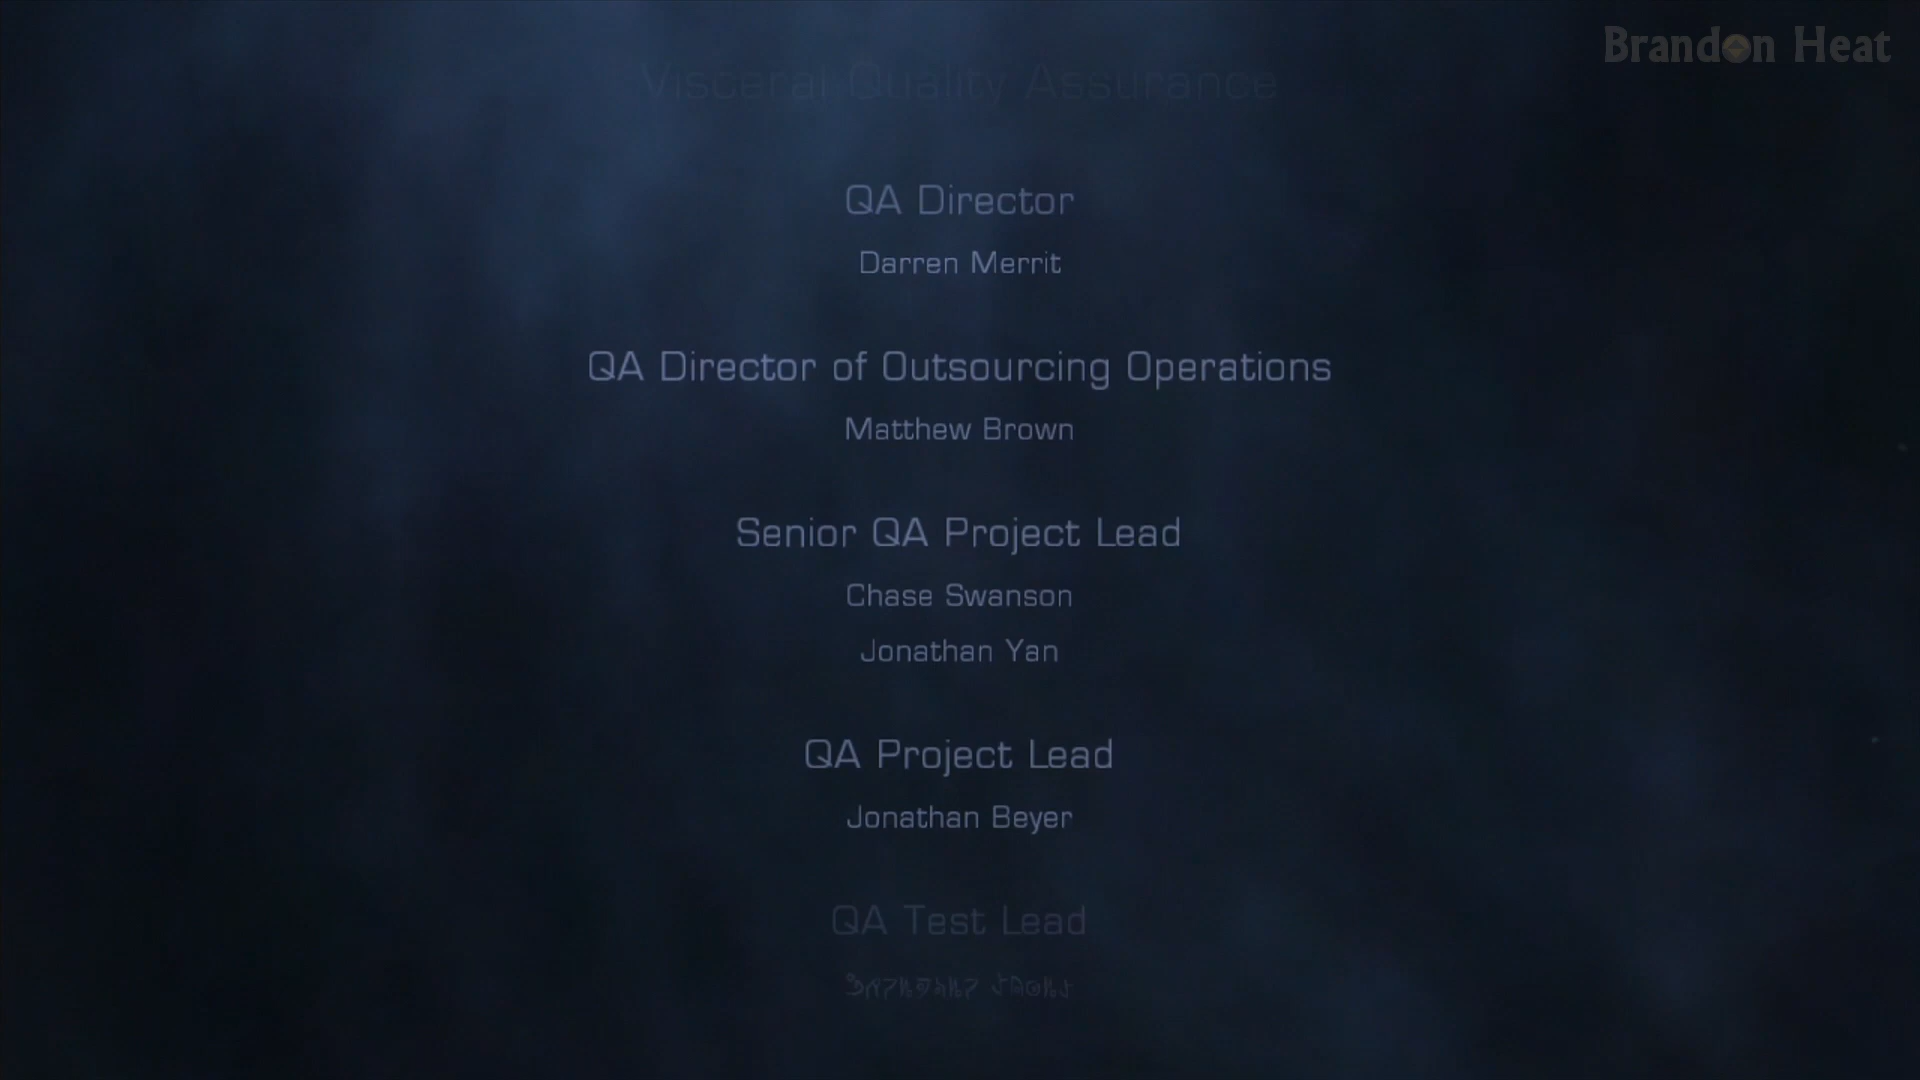 Brandon Heat
Visceral Quality Assurance
QA Director
Darren Merrit
QA Director of Outsourcing Operations
Matthew Brown
Senior QA Project Lead
Chase Swanson
Jonathan Yan
QA Project Lead
Jonathan Beyer
QA Test Lead